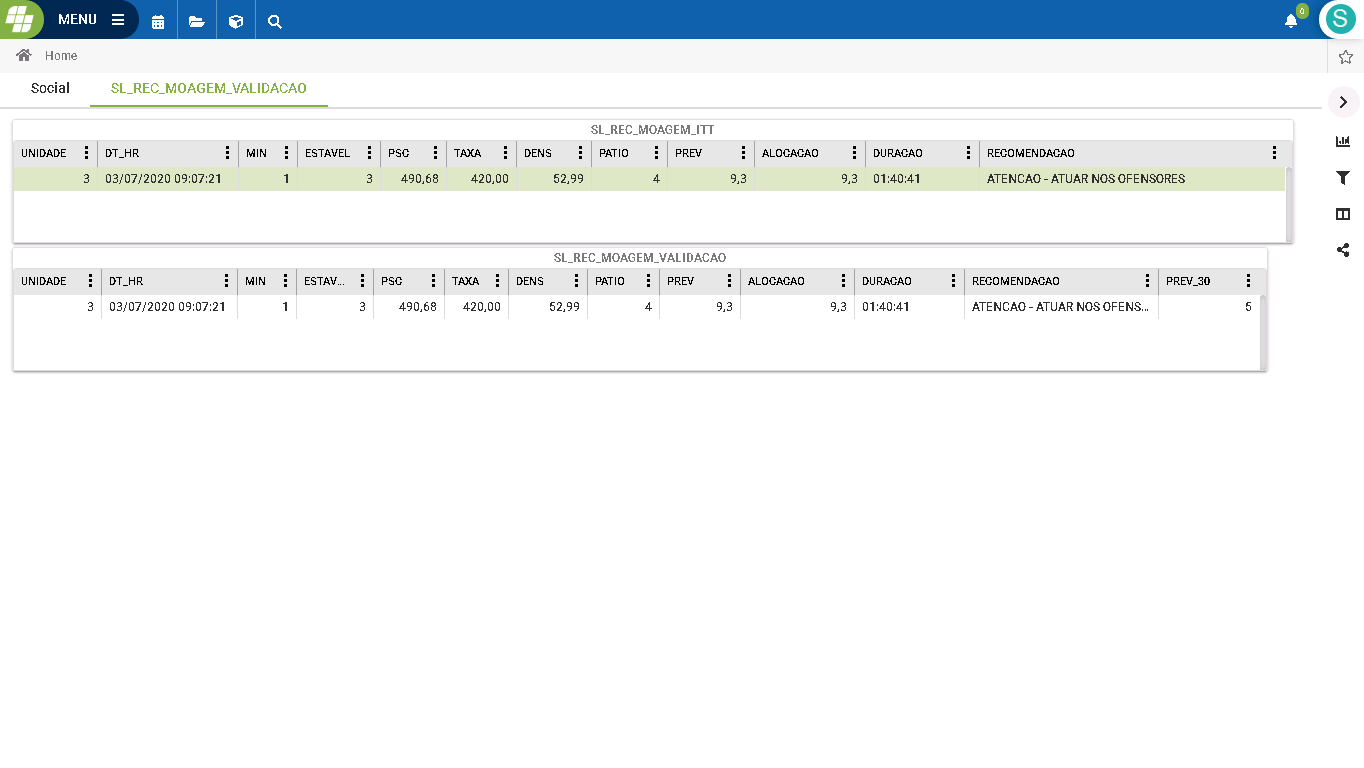 MENU
0
S
Home
Social SL_REC_MOAGEM_VALIDACAO
SL_REC_MOAGEM_ITT
UNIDADE DT_HR MIN ESTAVEL PSC TAXA DENS PATIO PREV ALOCACAO DURACAO RECOMENDACAO
3 03/07/2020 09:07:21 1 3 490,68 420,00 52,99 4 9,3 9,3 01:40:41 ATENCAO - ATUAR NOS OFENSORES
SL_REC_MOAGEM_VALIDACAO
UNIDADE DT_HR MIN ESTAV... PSC TAXA DENS PATIO PREV ALOCACAO DURACAO RECOMENDACAO PREV_30
3 03/07/2020 09:07:21 1 3 490,68 420,00 52,99 4 9,3 9,3 01:40:41 ATENCAO - ATUAR NOS OFENS... 5